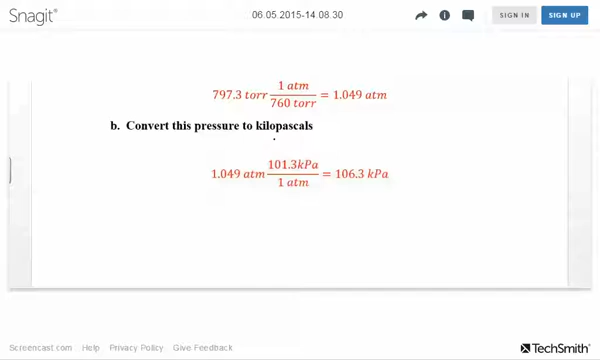 Snagit®
06.05.2015-14.08.30
SIGN IN
SIGN UP
797.3 torr 1 atm / 760 torr = 1.049 atm
b. Convert this pressure to kilopascals
1.049 atm 101.3kPa / 1 atm = 106.3 kPa
Screencast.com Help Privacy Policy Give Feedback
TechSmith®